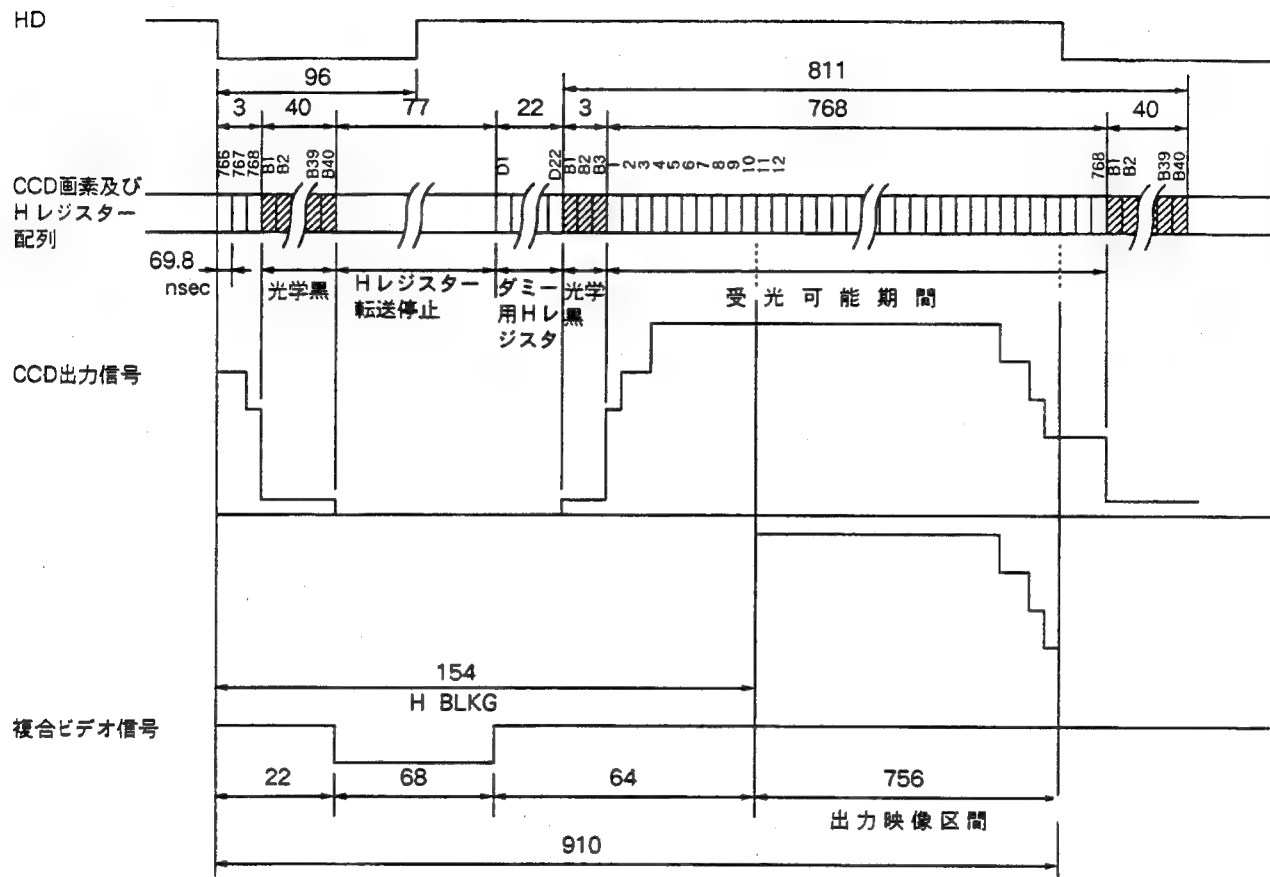 HD
96
811
3
40
77
22
3
768
40
766
767
768
B1
B2
B39
B40
D1
D22
B1
B2
B3
1
2
3
4
5
6
7
8
9
10
11
12
768
B1
B2
B39
B40
CCD画素及び
Hレジスター
配列
69.8
nsec
光学黒
Hレジスター
転送停止
ダミー
用Hレ
ジスタ
光学
黒
受光可能期間
CCD出力信号
154
H BLKG
複合ビデオ信号
22
68
64
756
出力映像区間
910